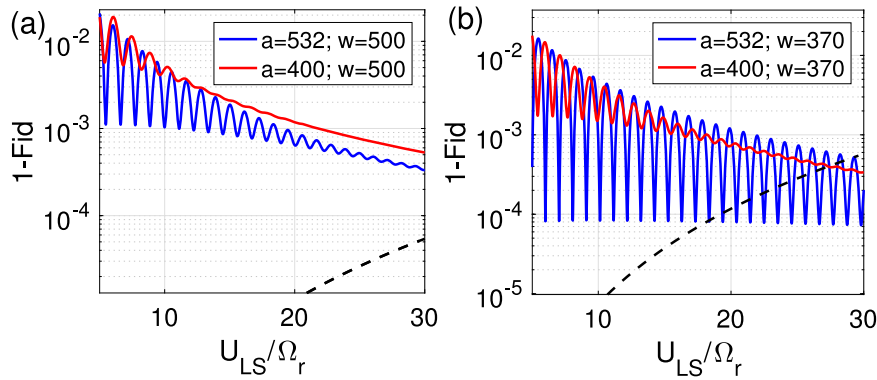 (a)
1-Fid
10^-2
10^-3
10^-4
a=532; w=500
a=400; w=500
10
20
30
U_LS/Ω_r
(b)
1-Fid
10^-2
10^-3
10^-4
10^-5
a=532; w=370
a=400; w=370
10
20
30
U_LS/Ω_r